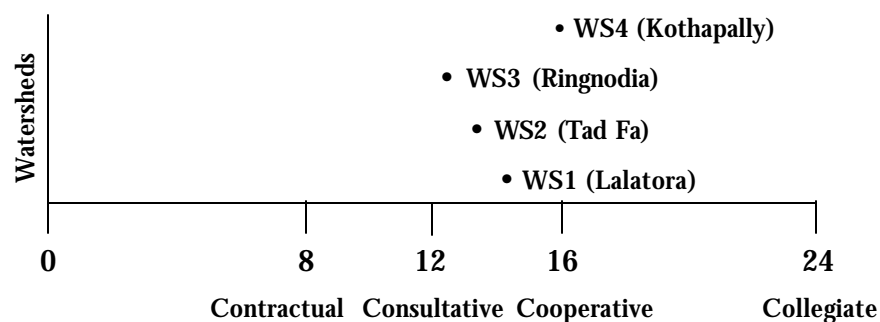 WS4 (Kothapally)
WS3 (Ringnodia)
WS2 (Tad Fa)
WS1 (Lalatora)
Watersheds
0 8 12 16 24
Contractual Consultative Cooperative Collegiate